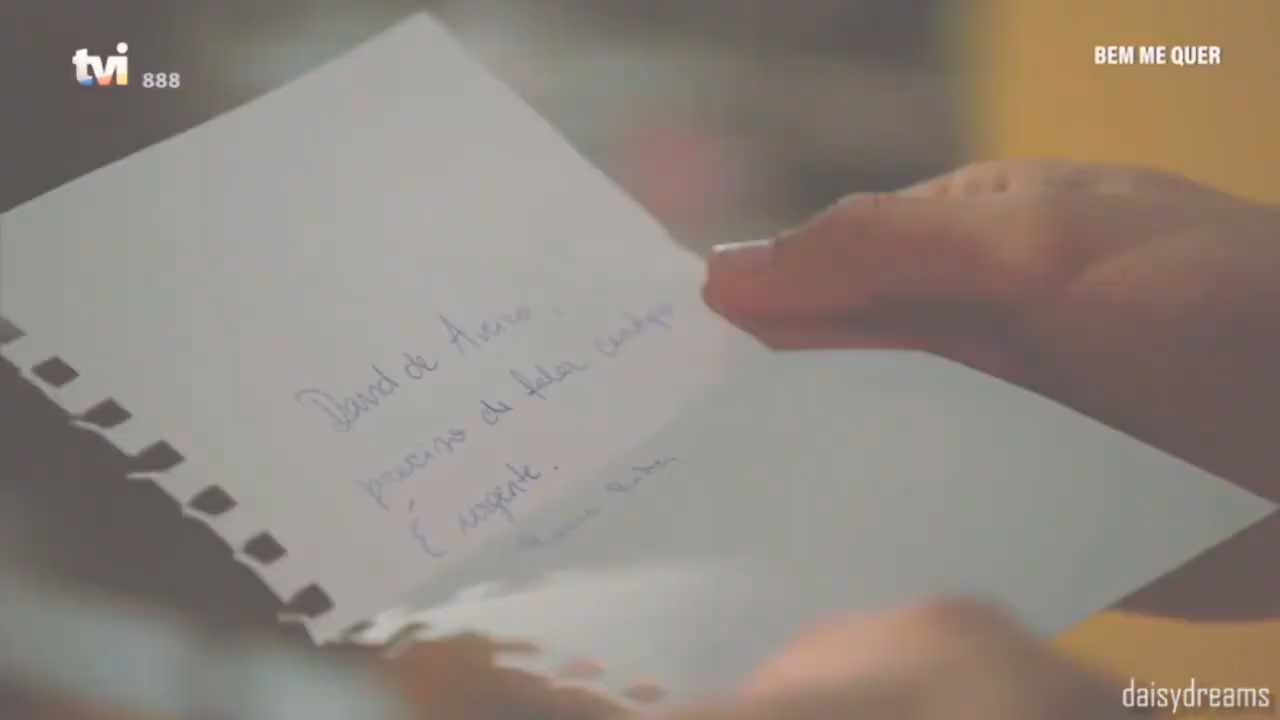 tvi 888
BEM ME QUER
David de Aveiro,
preciso de falar contigo
É urgente.
daisydreams